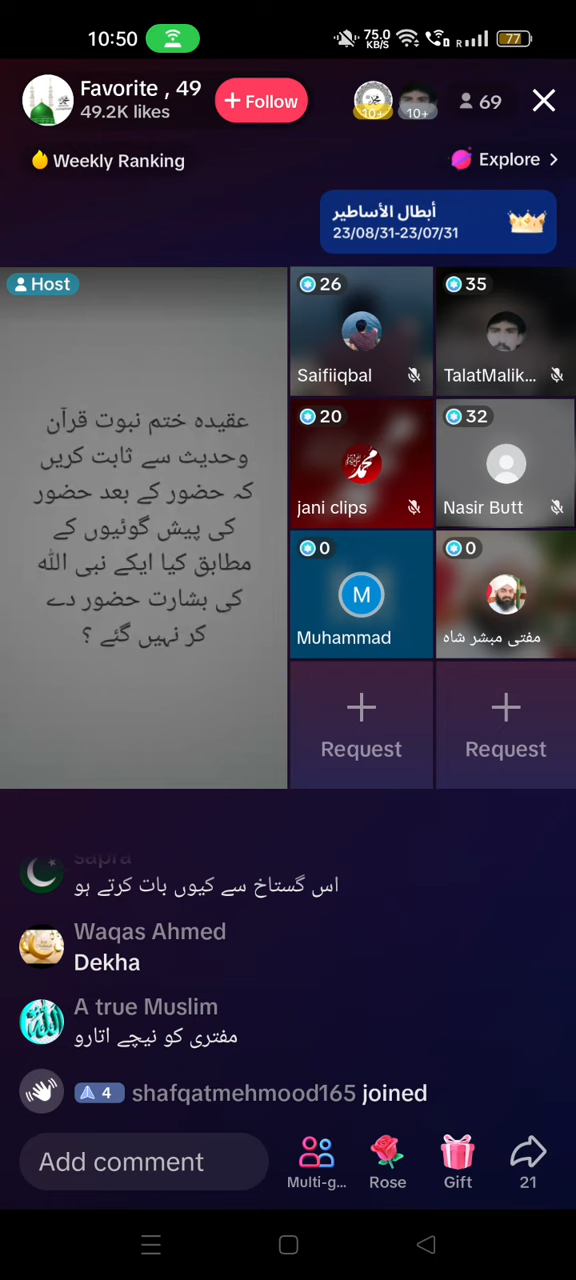 10:50
75.0
KB/S
R
77
Favorite , 49
49.2K likes
+ Follow
10+
10+
69
Weekly Ranking
Explore >
أبطال الأساطير
23/08/31-23/07/31
Host
عقیدہ ختم نبوت قرآن
وحدیث سے ثابت کریں
کہ حضور کے بعد حضور
کی پیش گوئیوں کے
مطابق کیا ایکے نبی اللہ
کی بشارت حضور دے
کر نہیں گئے ؟
26
Saifiiqbal
35
TalatMalik...
20
محمد
jani clips
32
Nasir Butt
0
M
Muhammad
0
مفتی مبشر شاہ
Request
Request
sapra
اس گستاخ سے کیوں بات کرتے ہو
Waqas Ahmed
Dekha
A true Muslim
مفتری کو نیچے اتارو
4 shafqatmehmood165 joined
Add comment
Multi-g...
Rose
Gift
21